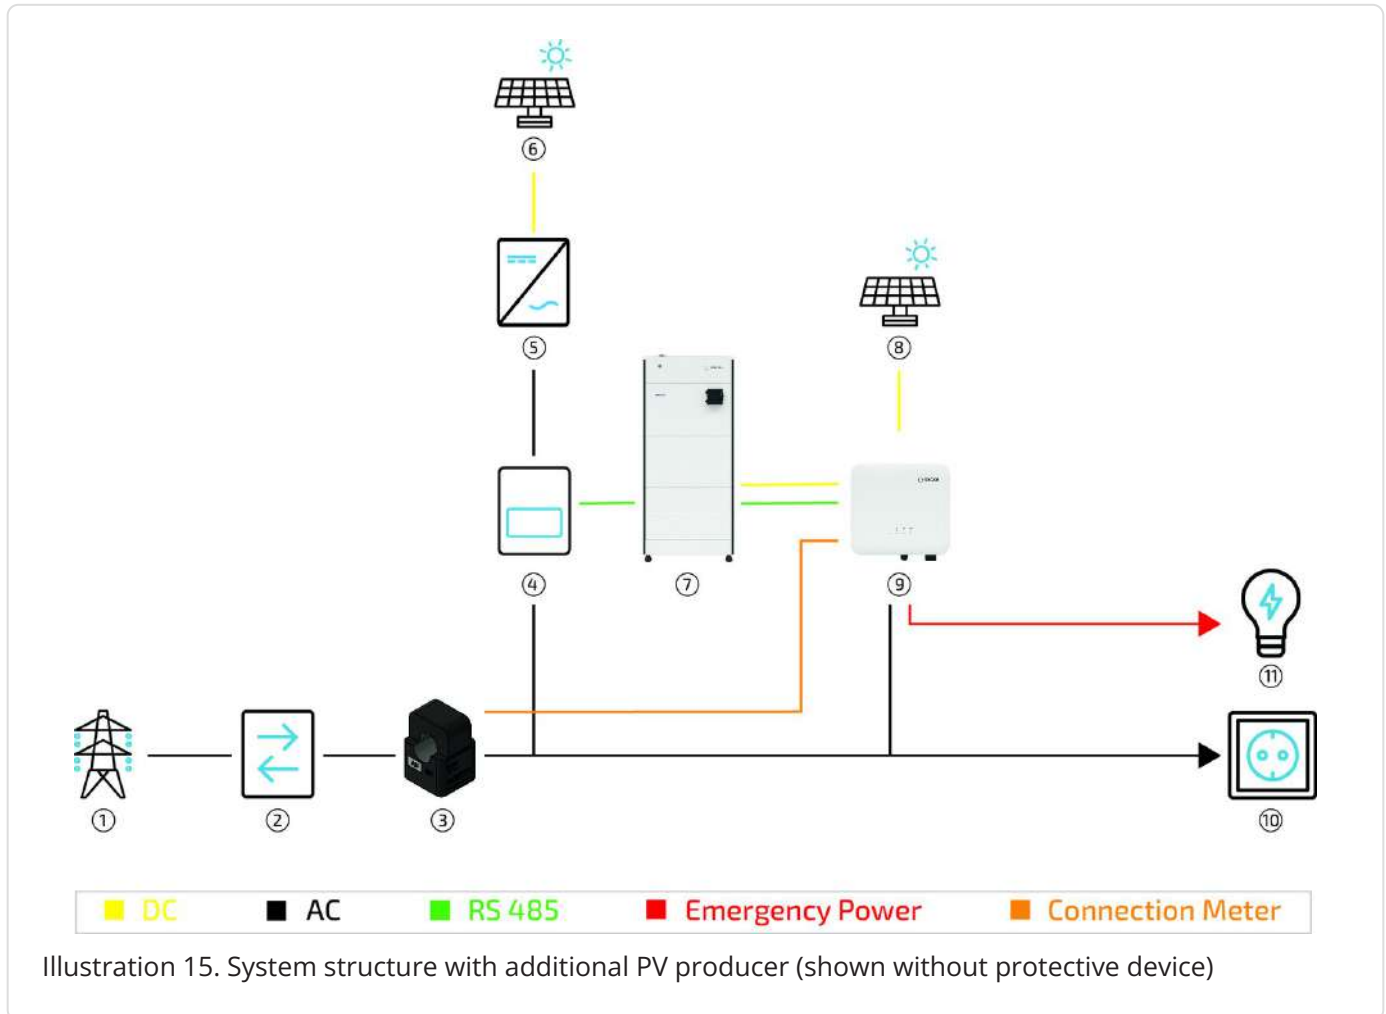 ⑥
⑤
⑧
④
⑦
⑨
⑪
①
②
③
⑩
DC
AC
RS 485
Emergency Power
Connection Meter
Illustration 15. System structure with additional PV producer (shown without protective device)